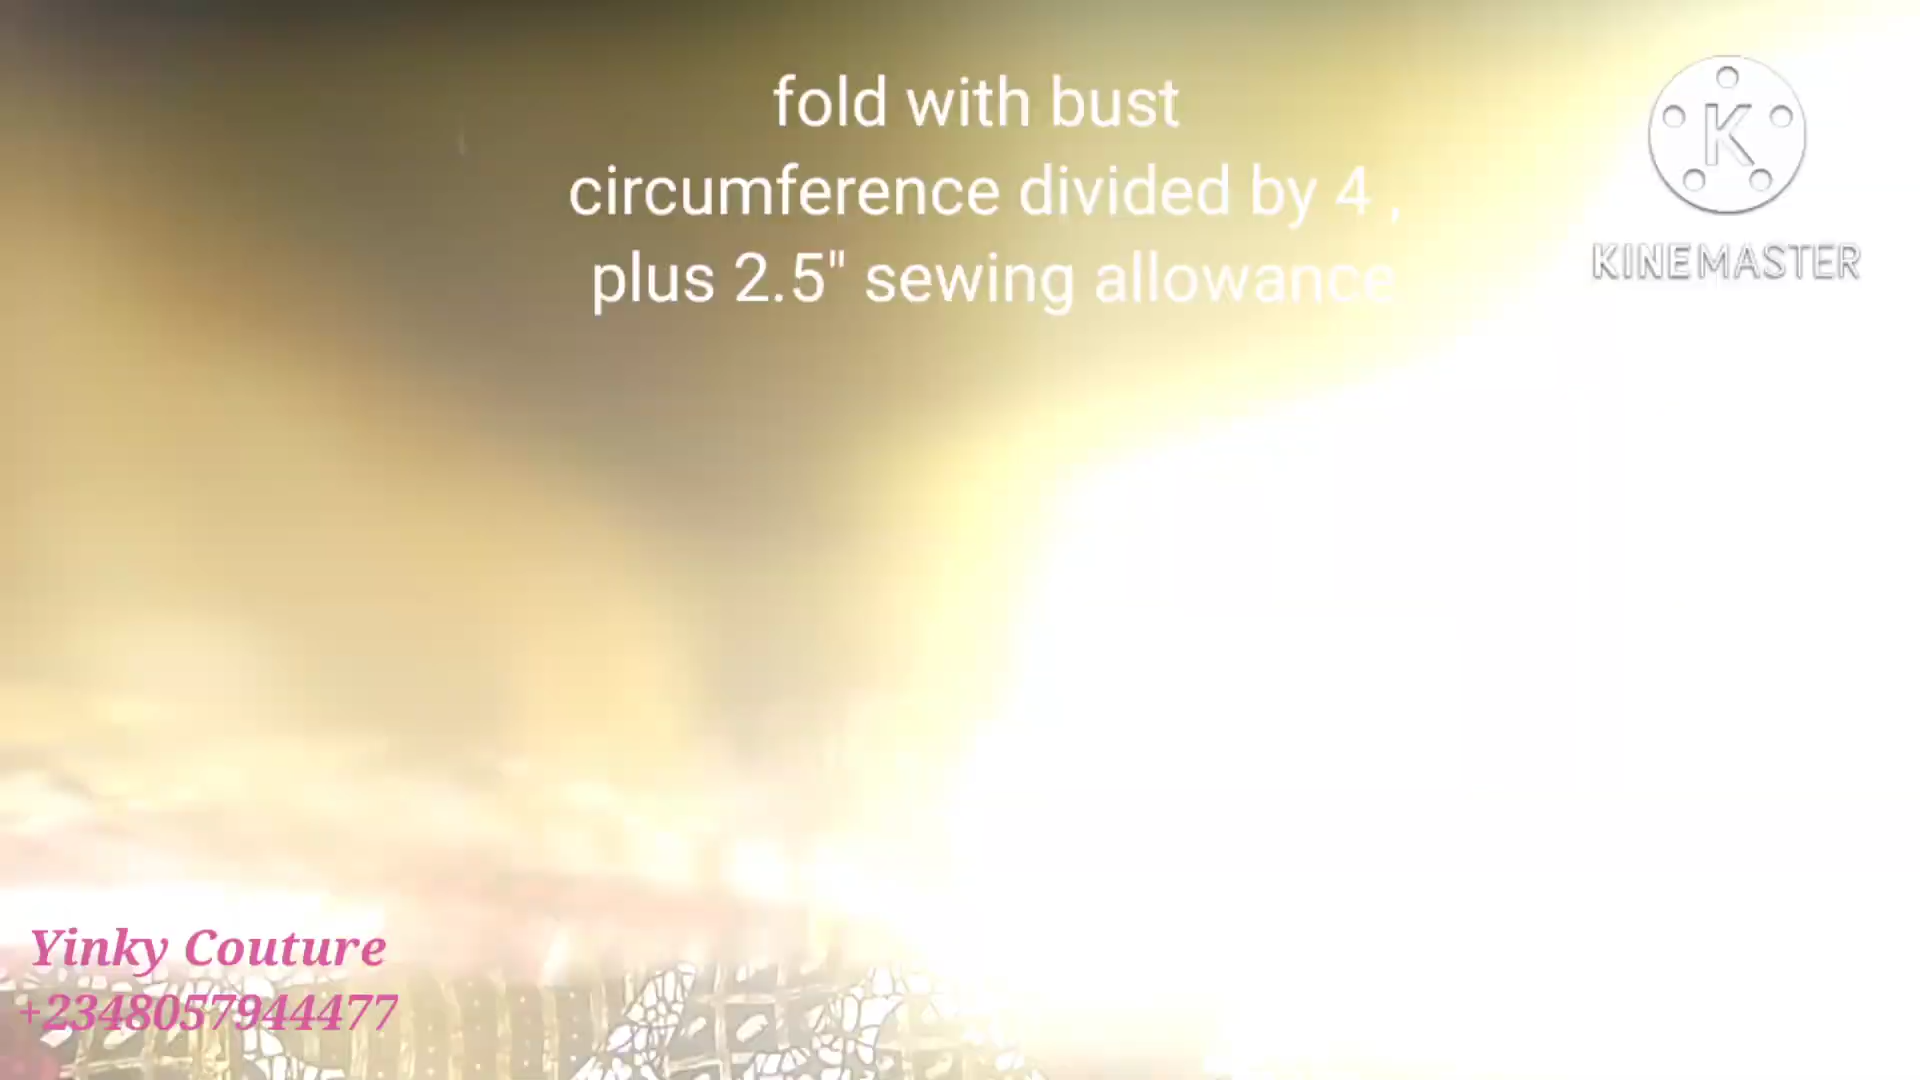 fold with bust
circumference divided by 4 ,
plus 2.5" sewing allowance
K
KINEMASTER
Yinky Couture
+2348057944477